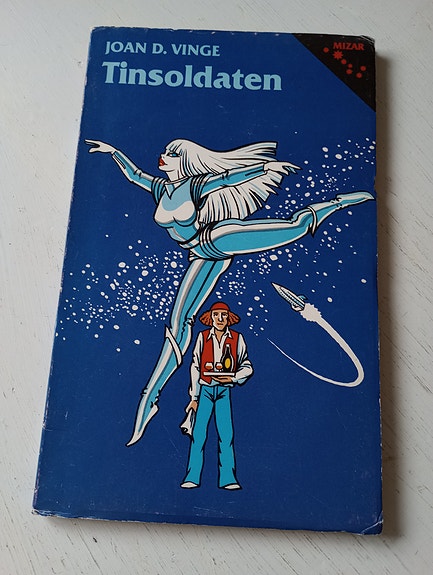 JOAN D. VINGE
Tinsoldaten
MIZAR